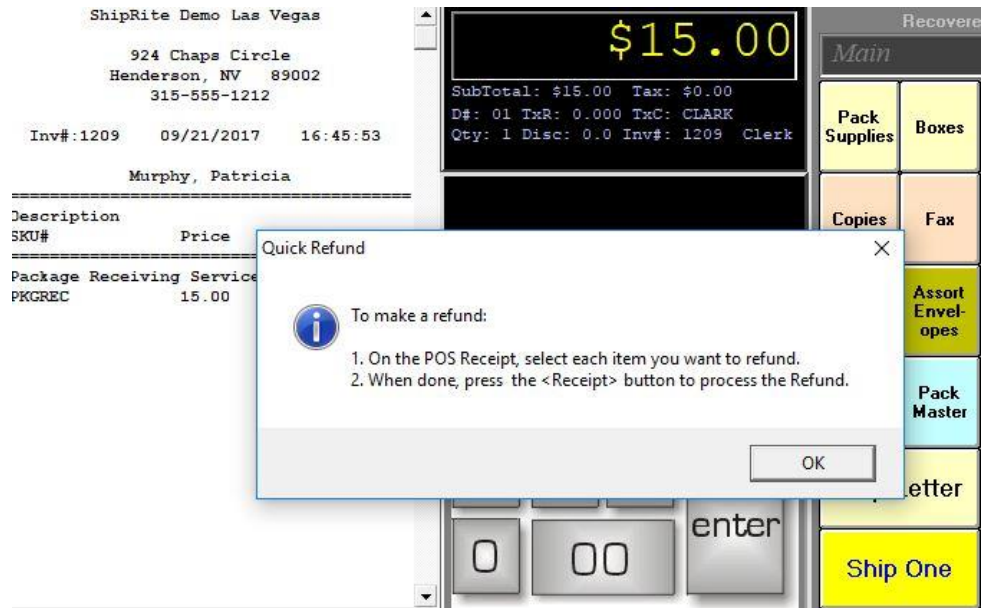 ShipRite Demo Las Vegas
924 Chaps Circle
Henderson, NV 89002
315-555-1212
Inv#:1209 09/21/2017 16:45:53
Murphy, Patricia
Description
SKU# Price
Package Receiving Service
PKGREC 15.00
$15.00
SubTotal: $15.00 Tax: $0.00
D#: 01 TxR: 0.000 TxC: CLARK
Qty: 1 Disc: 0.0 Inv#: 1209 Clerk
Quick Refund
To make a refund:
1. On the POS Receipt, select each item you want to refund.
2. When done, press the <Receipt> button to process the Refund.
OK
0
00
enter
Recovere
Main
Pack
Supplies
Boxes
Copies
Fax
Assort
Envel-
opes
Pack
Master
etter
Ship One